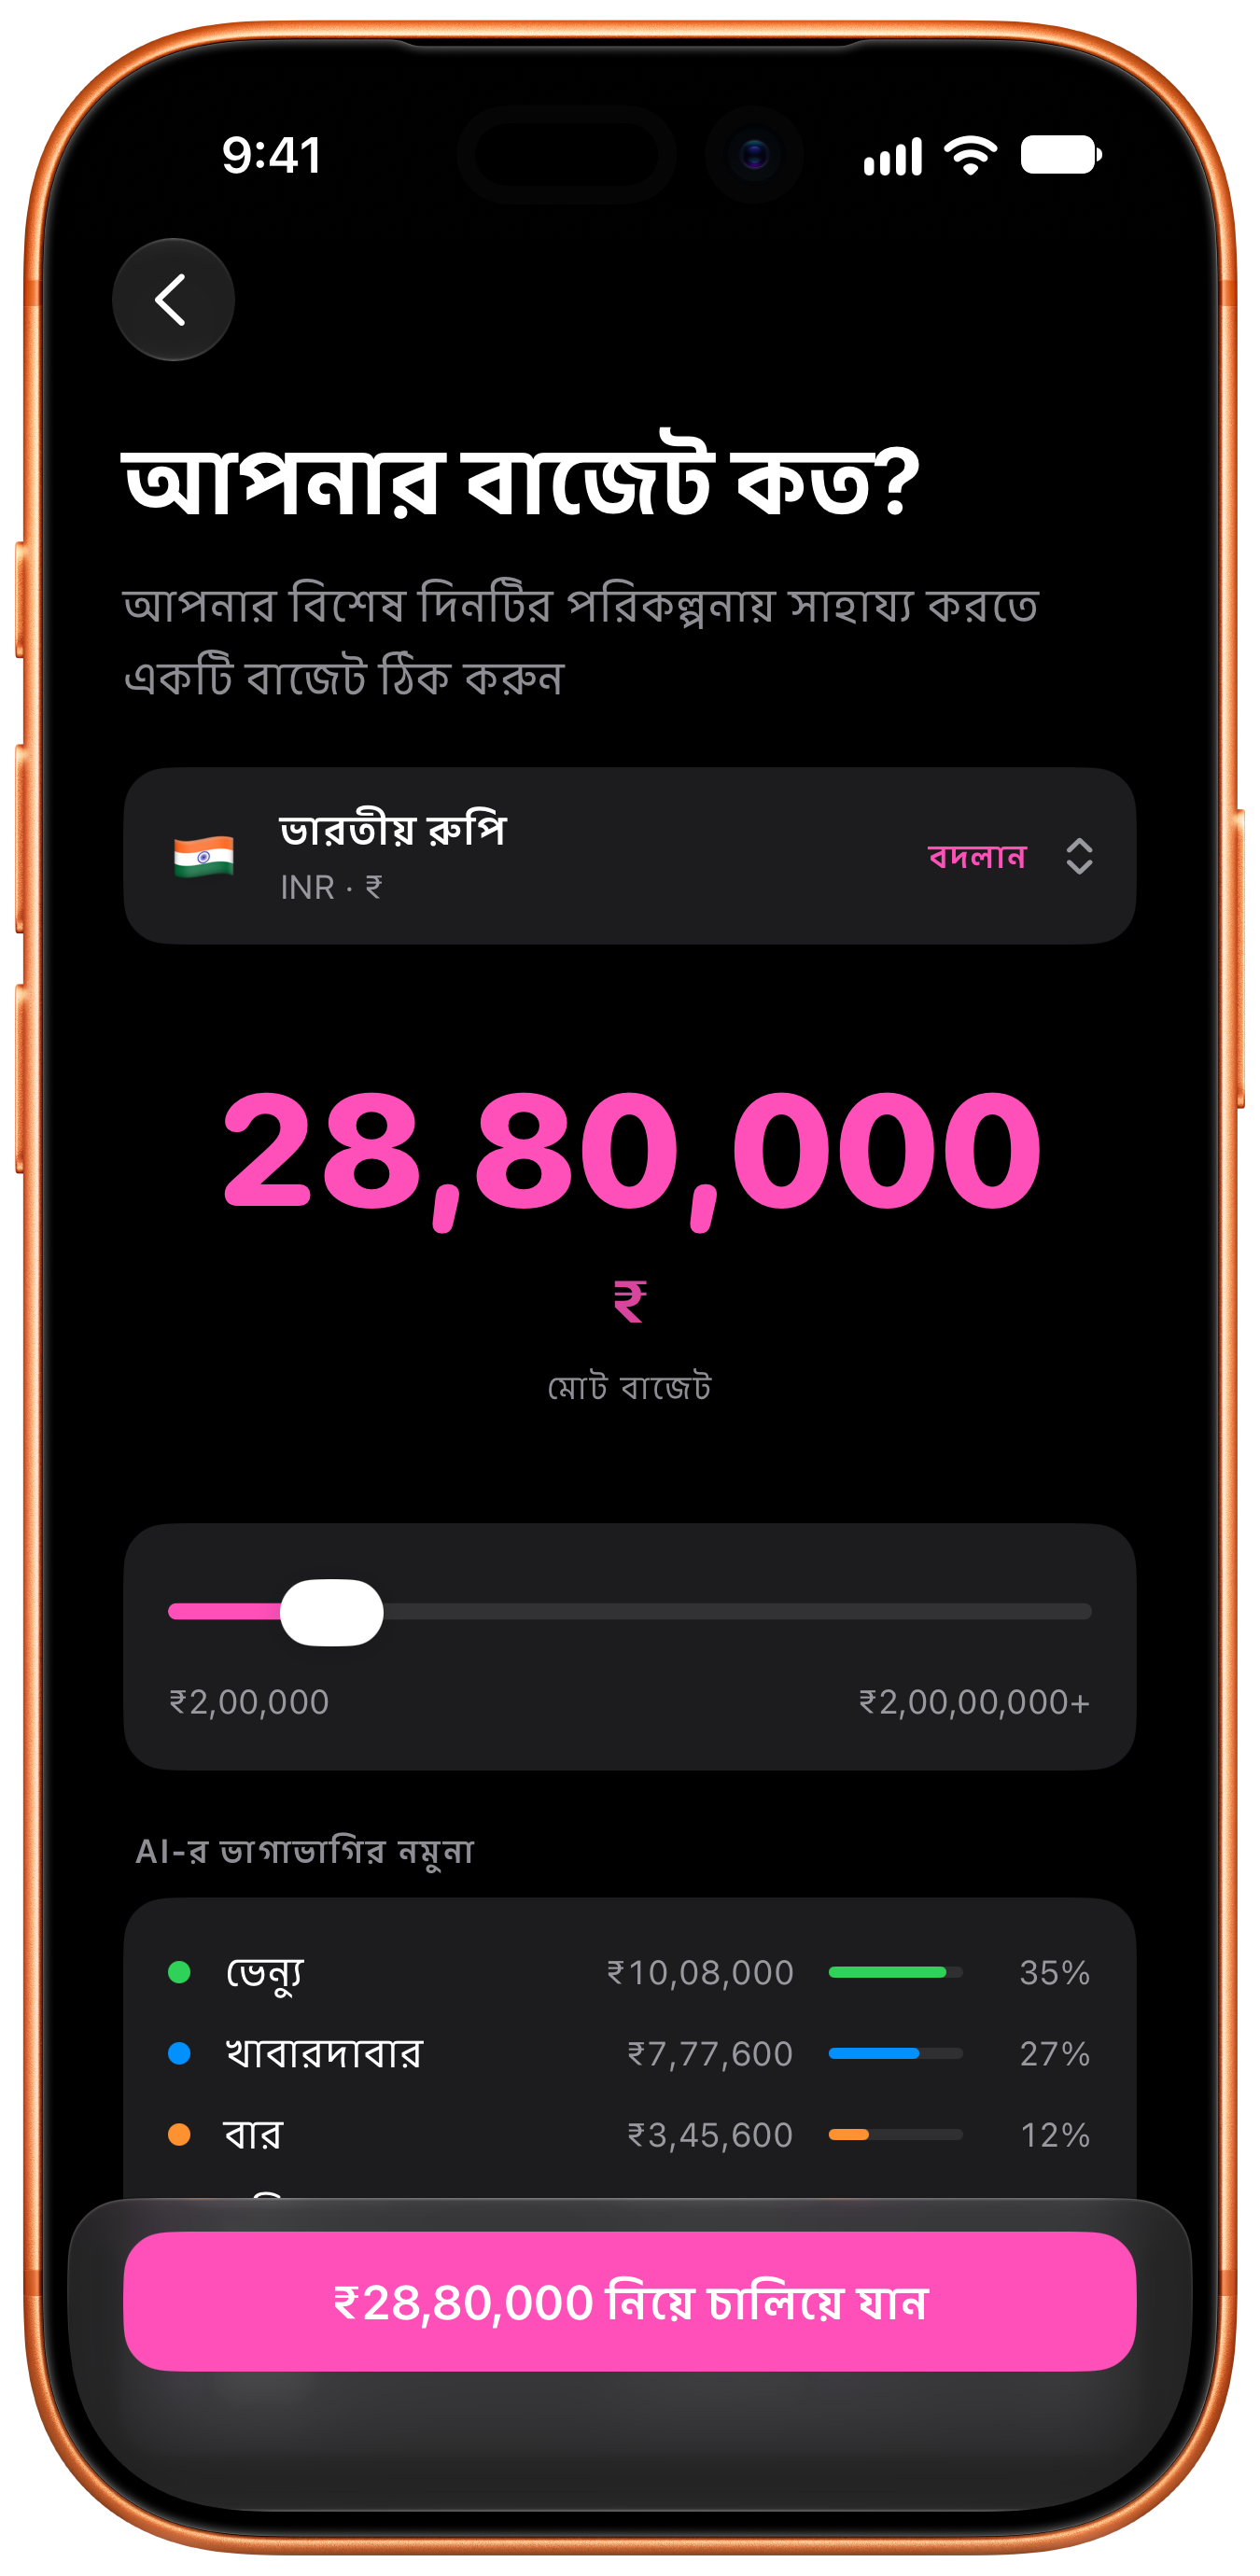 9:41
আপনার বাজেট কত?
আপনার বিশেষ দিনটির পরিকল্পনায় সাহায্য করতে
একটি বাজেট ঠিক করুন
ভারতীয় রুপি
INR · ₹
বদলান
28,80,000
₹
মোট বাজেট
₹2,00,000
₹2,00,00,000+
AI-র ভাগাভাগির নমুনা
ভেন্যু ₹10,08,000 35%
খাবারদাবার ₹7,77,600 27%
বার ₹3,45,600 12%
₹28,80,000 নিয়ে চালিয়ে যান